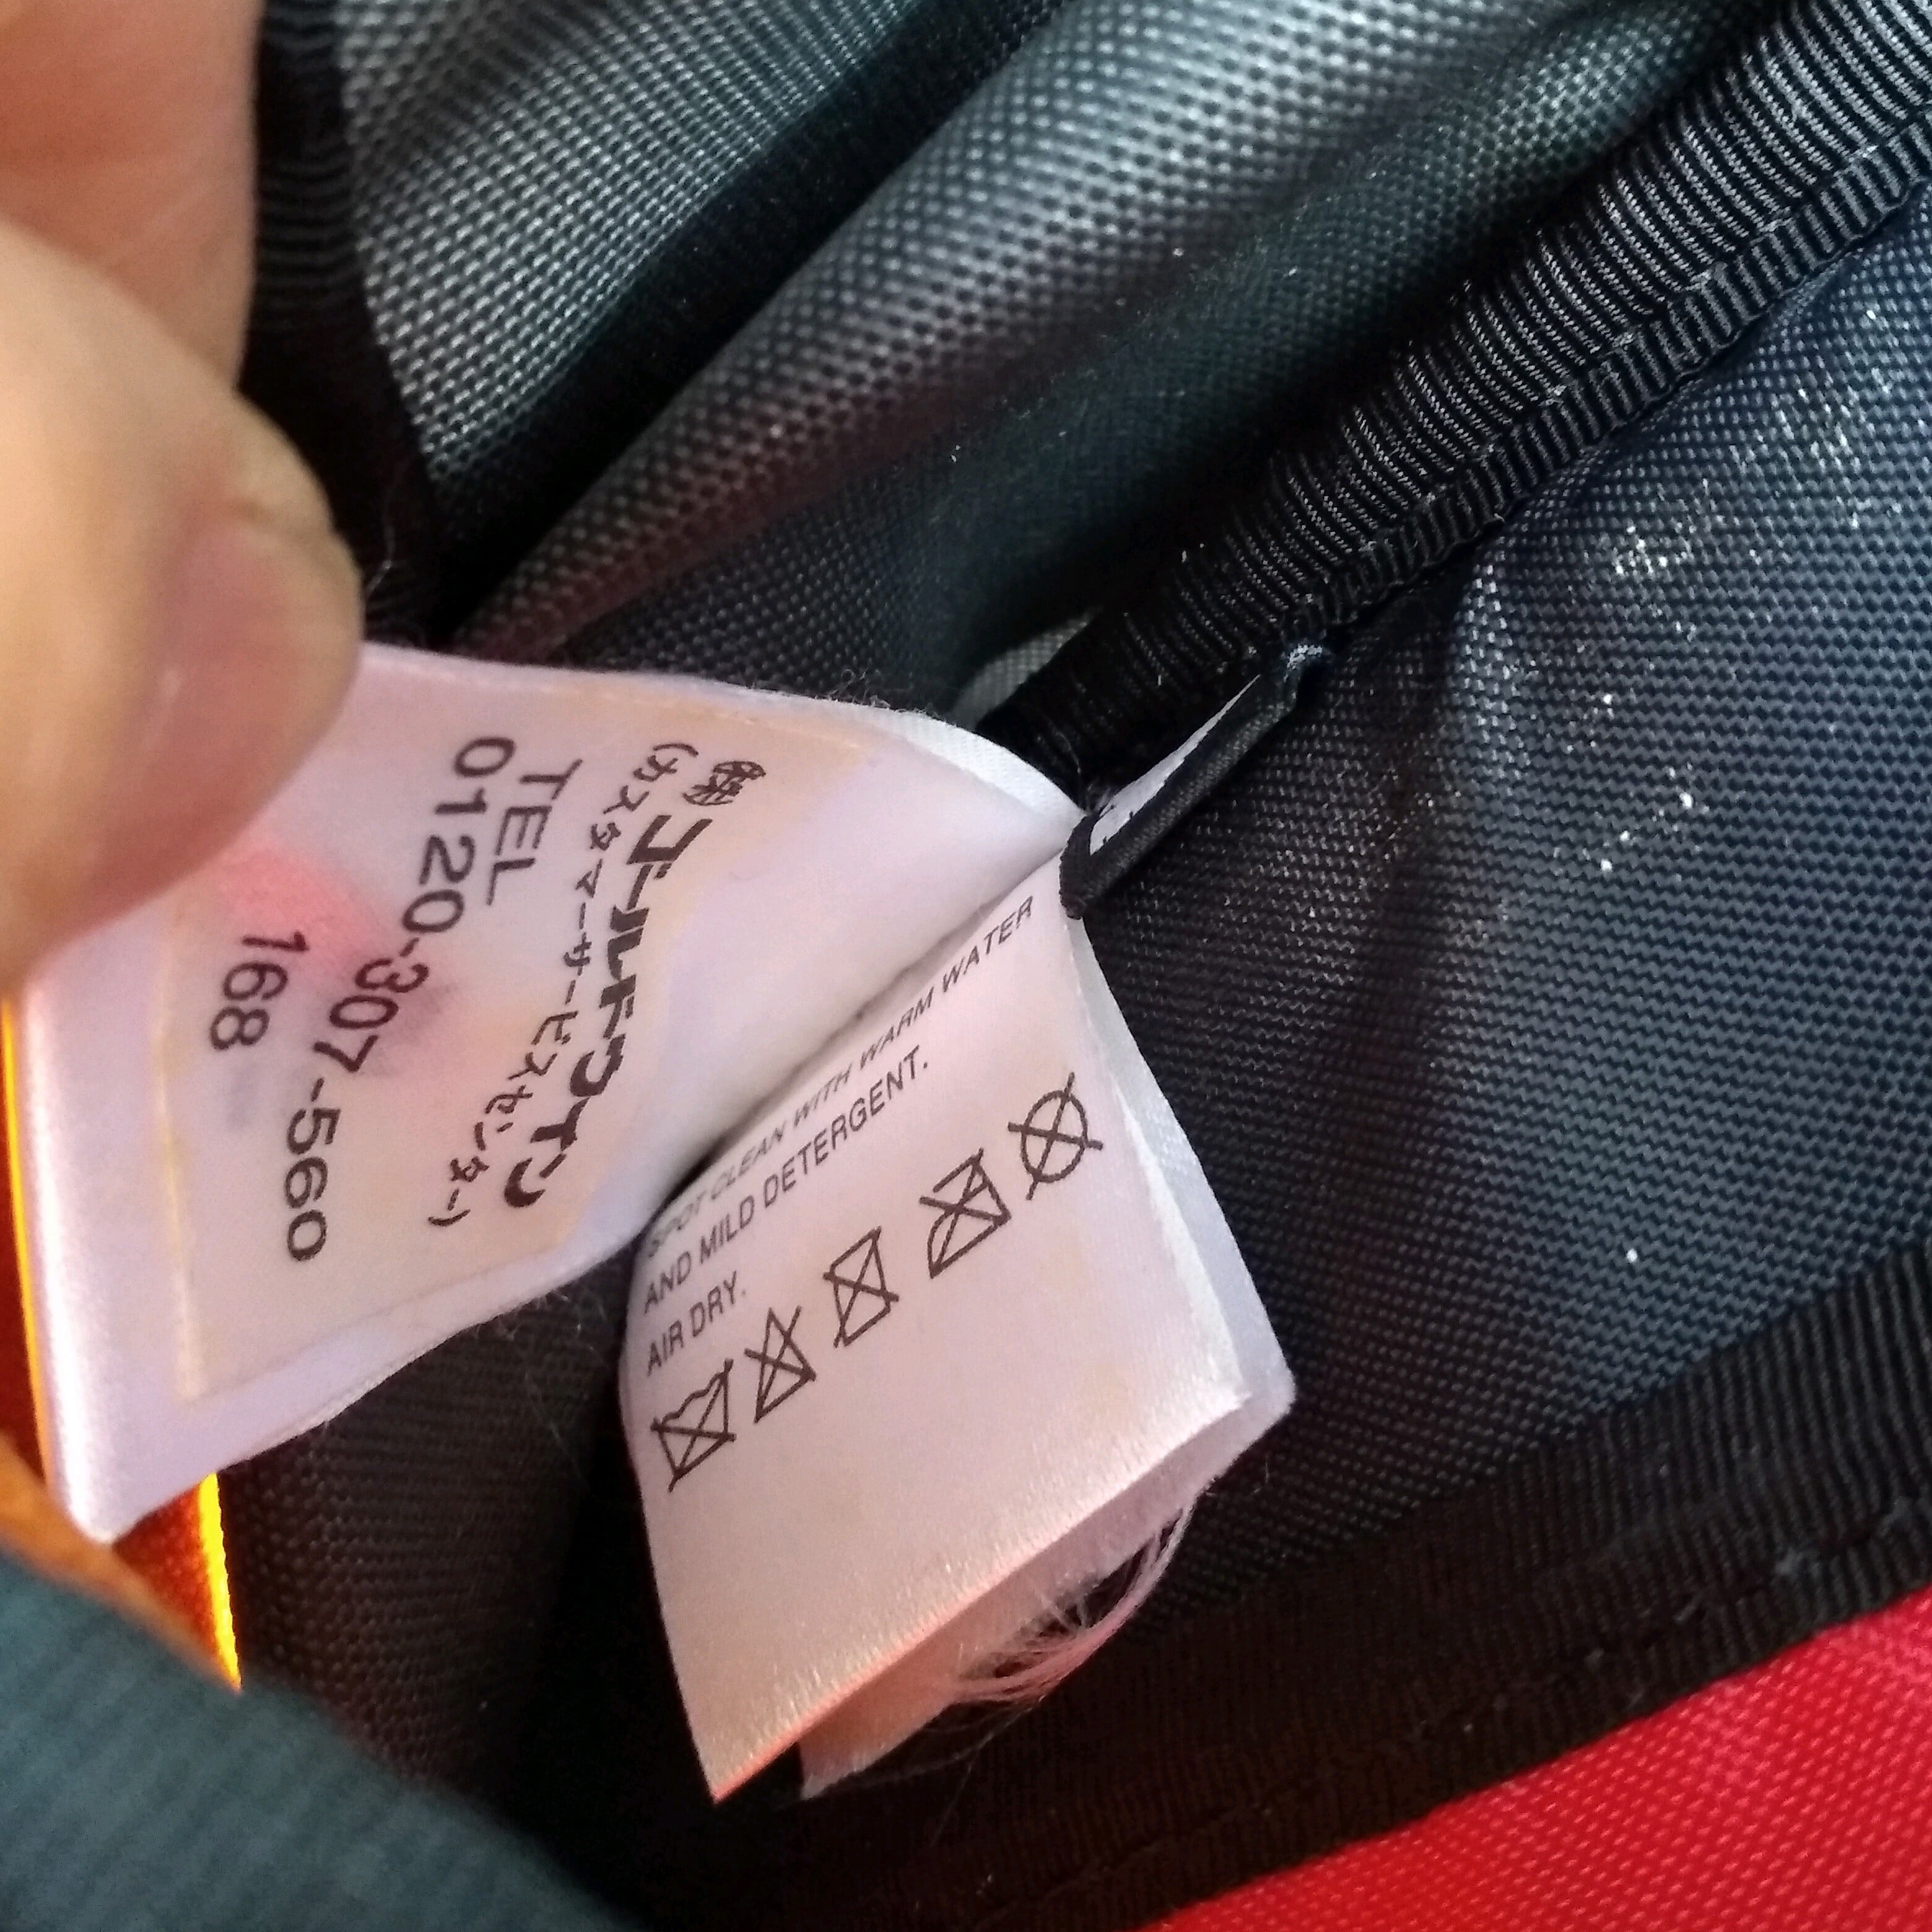 ㈱ゴールドウイン
(カスタマーサービスセンター)
TEL
0120-307-560
168
SPOT CLEAN WITH WARM WATER
AND MILD DETERGENT.
AIR DRY.